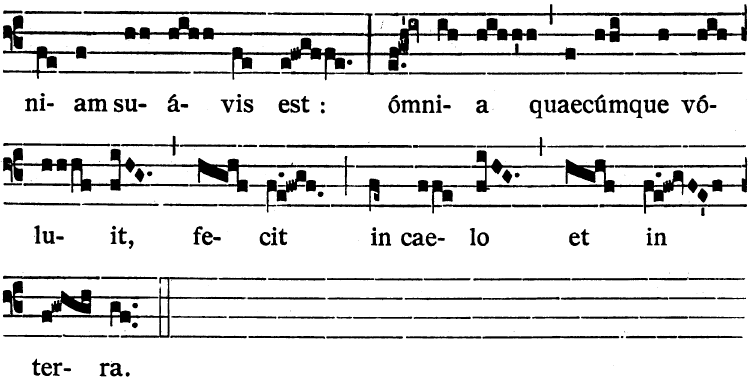 ni- am su- á- vis est : ómni- a quaecúmque vó-
lu- it, fe- cit in cae- lo et in
ter- ra.